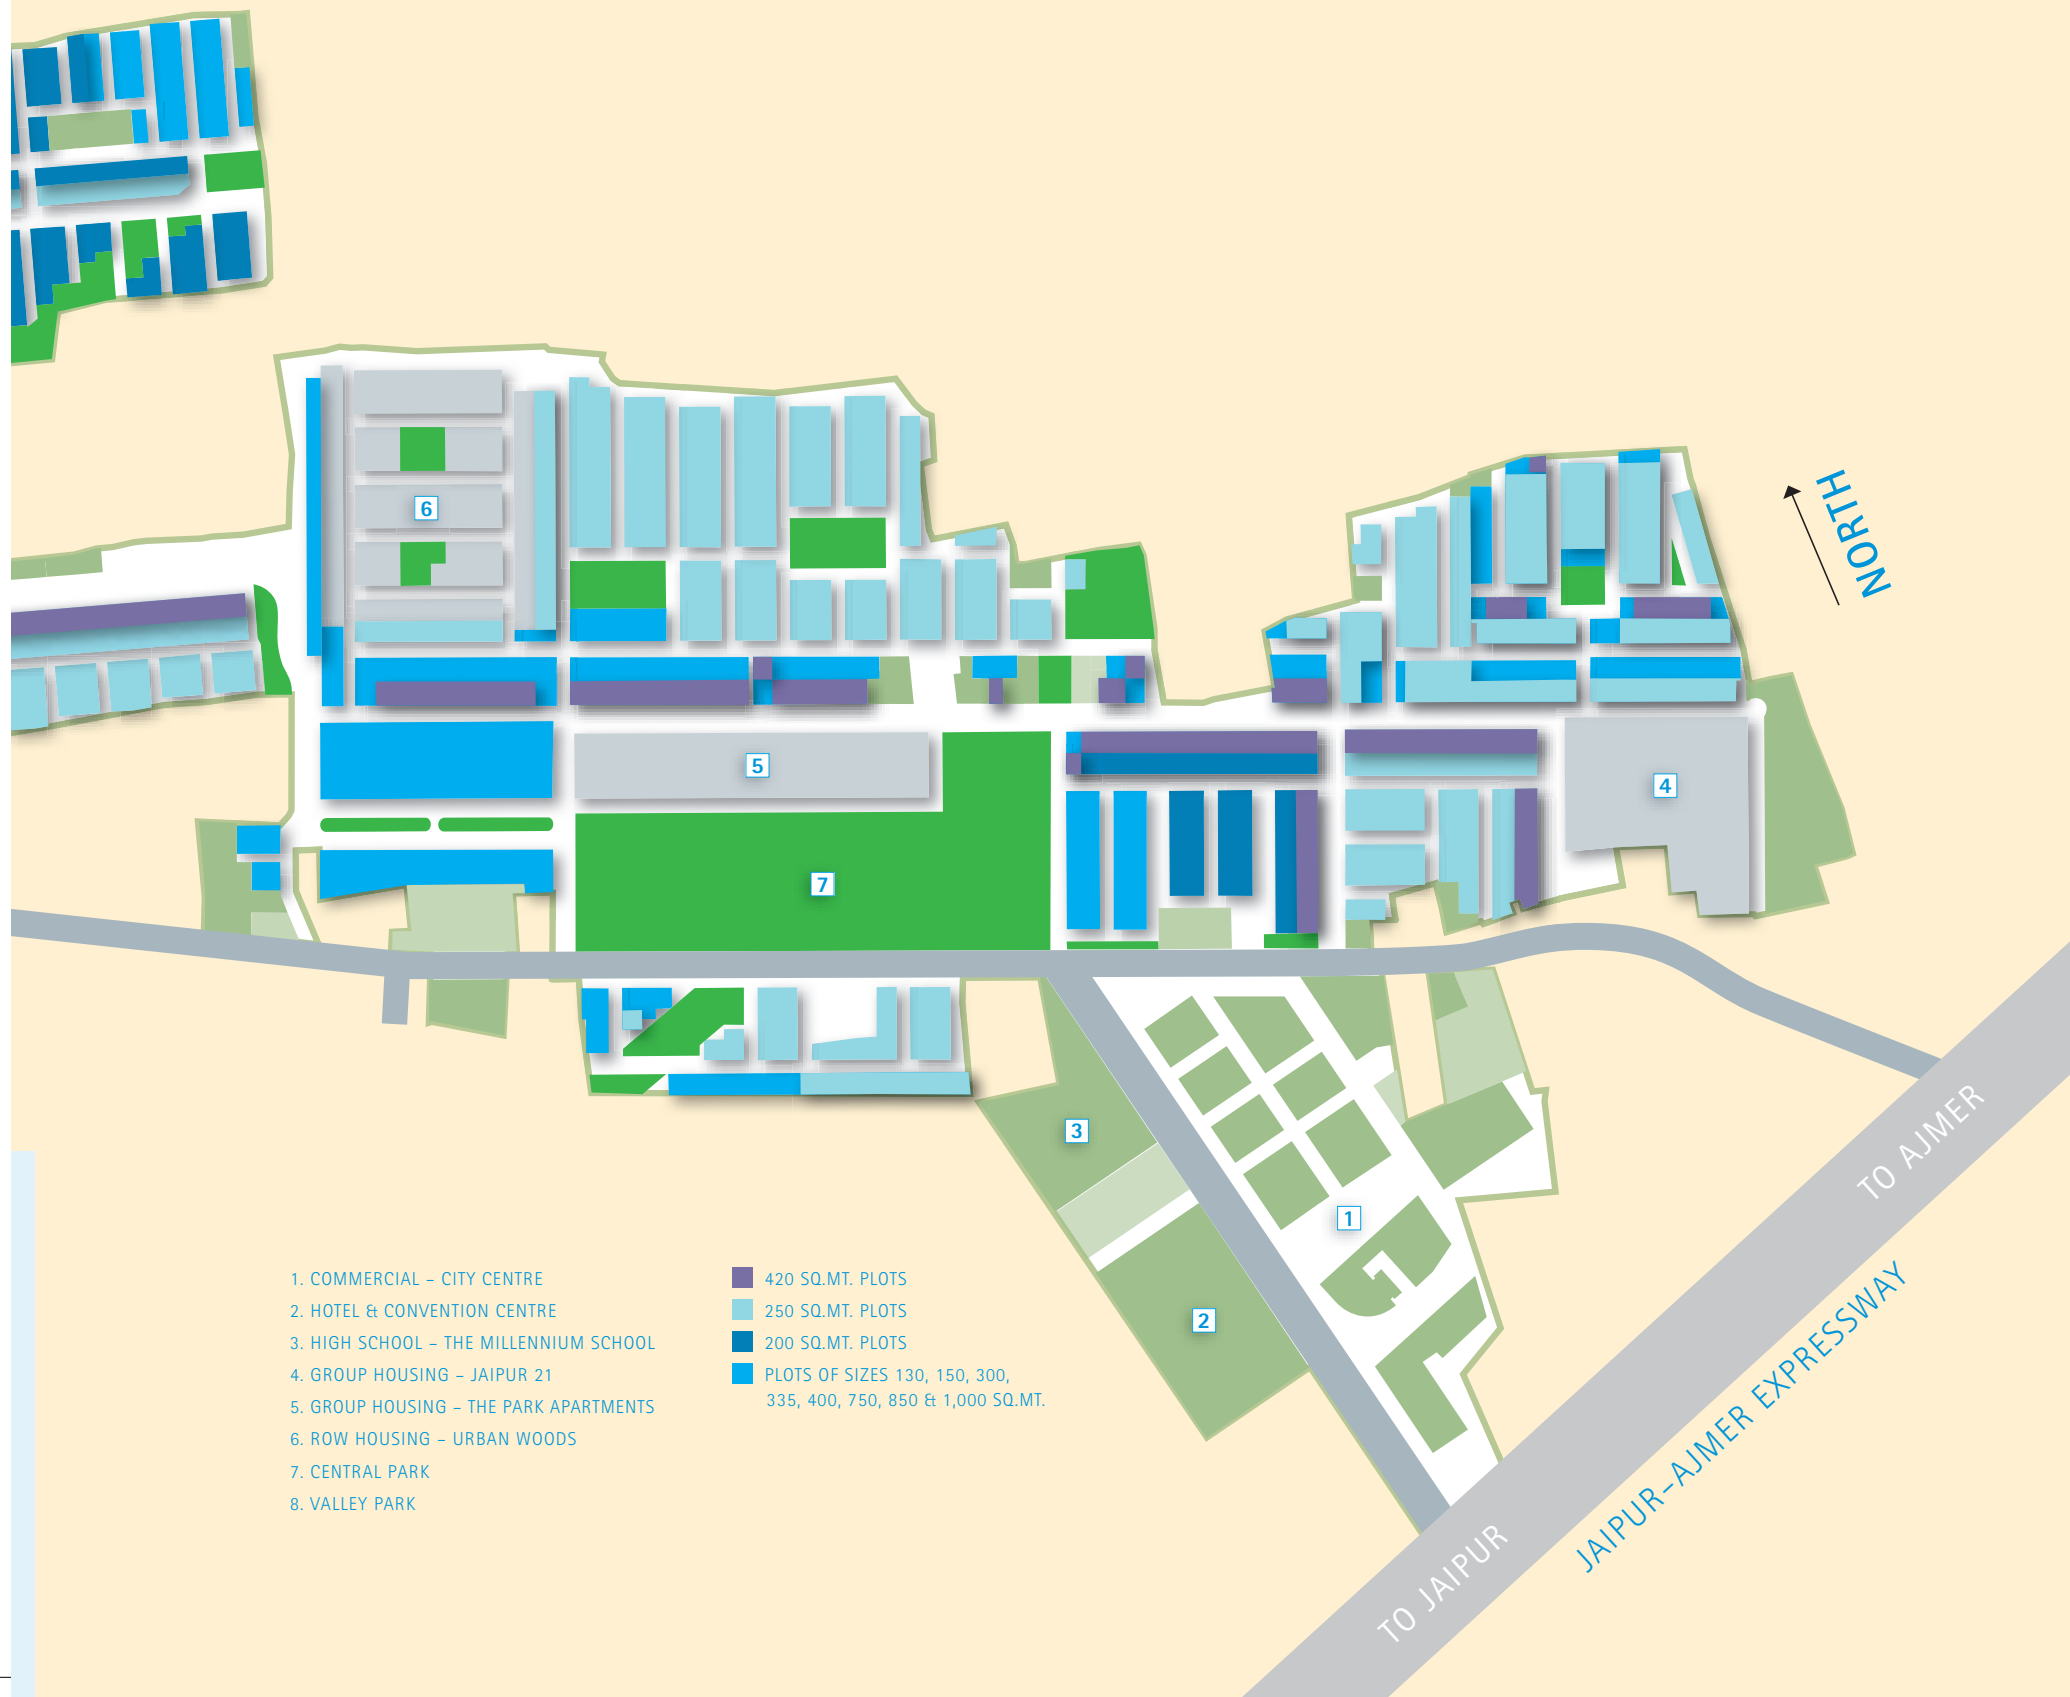 NORTH
6
5
4
7
3
1
2
TO AJMER
JAIPUR–AJMER EXPRESSWAY
TO JAIPUR
1. COMMERCIAL – CITY CENTRE
2. HOTEL & CONVENTION CENTRE
3. HIGH SCHOOL – THE MILLENNIUM SCHOOL
4. GROUP HOUSING – JAIPUR 21
5. GROUP HOUSING – THE PARK APARTMENTS
6. ROW HOUSING – URBAN WOODS
7. CENTRAL PARK
8. VALLEY PARK
420 SQ.MT. PLOTS
250 SQ.MT. PLOTS
200 SQ.MT. PLOTS
PLOTS OF SIZES 130, 150, 300,
335, 400, 750, 850 & 1,000 SQ.MT.